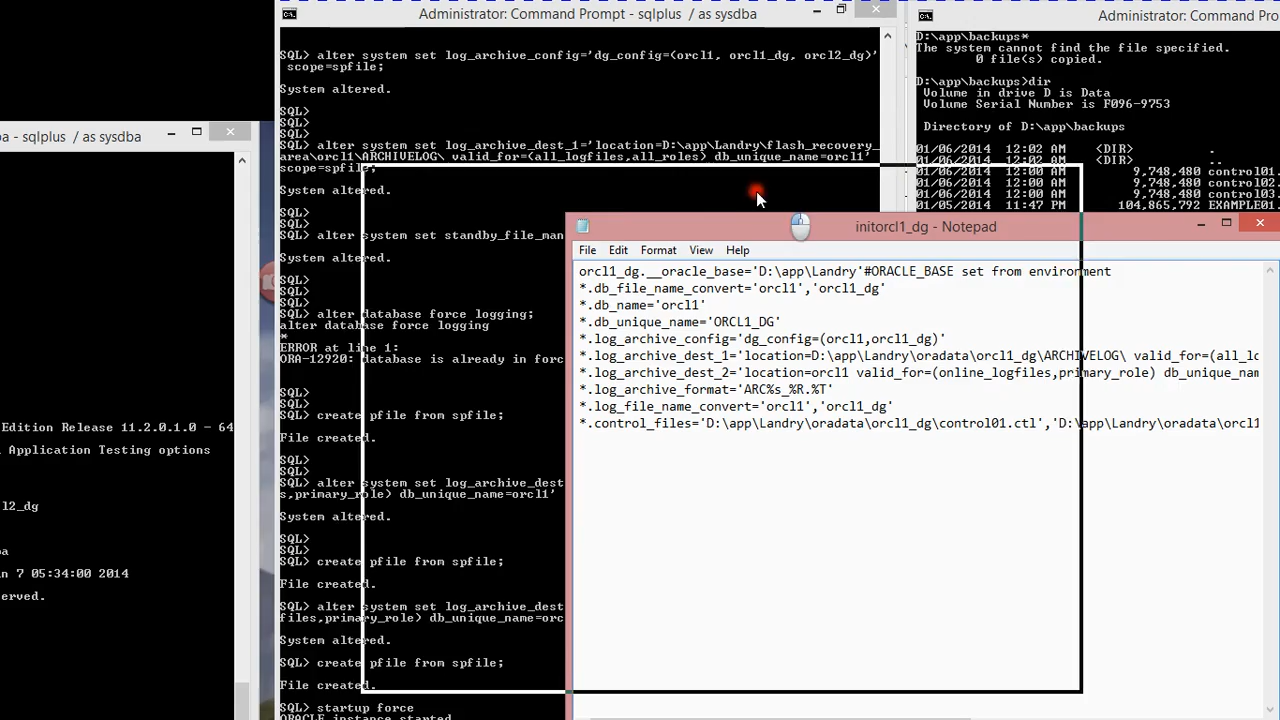 Administrator: Command Prompt - sqlplus / as sysdba
SQL> alter system set log_archive_config='dg_config=(orcl1, orcl1_dg, orcl2_dg)'
scope=spfile;
System altered.
SQL>
SQL>
SQL>
SQL> alter system set log_archive_dest_1='location=D:\app\Landry\flash_recovery_
area\orcl1\ARCHIVELOG\ valid_for=(all_logfiles,all_roles) db_unique_name=orcl1'
scope=spfile;
System altered.
SQL>
SQL>
SQL> alter system set standby_file_man
System altered.
SQL>
SQL>
SQL>
SQL> alter database force logging;
alter database force logging
*
ERROR at line 1:
ORA-12920: database is already in forc
SQL>
SQL>
SQL> create pfile from spfile;
File created.
SQL>
SQL>
SQL> alter system set log_archive_dest
s,primary_role) db_unique_name=orcl1'
System altered.
SQL>
SQL>
SQL> create pfile from spfile;
File created.
SQL> alter system set log_archive_dest
files,primary_role) db_unique_name=orc
System altered.
SQL> create pfile from spfile;
File created.
SQL> startup force
ORACLE instance started
Administrator: Command Pro
D:\app\backups*
The system cannot find the file specified.
0 file(s) copied.
D:\app\backups>dir
Volume in drive D is Data
Volume Serial Number is F096-9753
Directory of D:\app\backups
01/06/2014 12:02 AM <DIR> .
01/06/2014 12:02 AM <DIR> ..
01/06/2014 12:00 AM 9,748,480 control01.
01/06/2014 12:00 AM 9,748,480 control02.
01/06/2014 12:00 AM 9,748,480 control03.
01/05/2014 11:47 PM 104,865,792 EXAMPLE01.
ba - sqlplus / as sysdba
Edition Release 11.2.0.1.0 - 64
Application Testing options
l2_dg
ba
n 7 05:34:00 2014
erved.
initorcl1_dg - Notepad
File Edit Format View Help
orcl1_dg.__oracle_base='D:\app\Landry'#ORACLE_BASE set from environment
*.db_file_name_convert='orcl1','orcl1_dg'
*.db_name='orcl1'
*.db_unique_name='ORCL1_DG'
*.log_archive_config='dg_config=(orcl1,orcl1_dg)'
*.log_archive_dest_1='location=D:\app\Landry\oradata\orcl1_dg\ARCHIVELOG\ valid_for=(all_lo
*.log_archive_dest_2='location=orcl1 valid_for=(online_logfiles,primary_role) db_unique_nam
*.log_archive_format='ARC%s_%R.%T'
*.log_file_name_convert='orcl1','orcl1_dg'
*.control_files='D:\app\Landry\oradata\orcl1_dg\control01.ctl','D:\app\Landry\oradata\orcl1